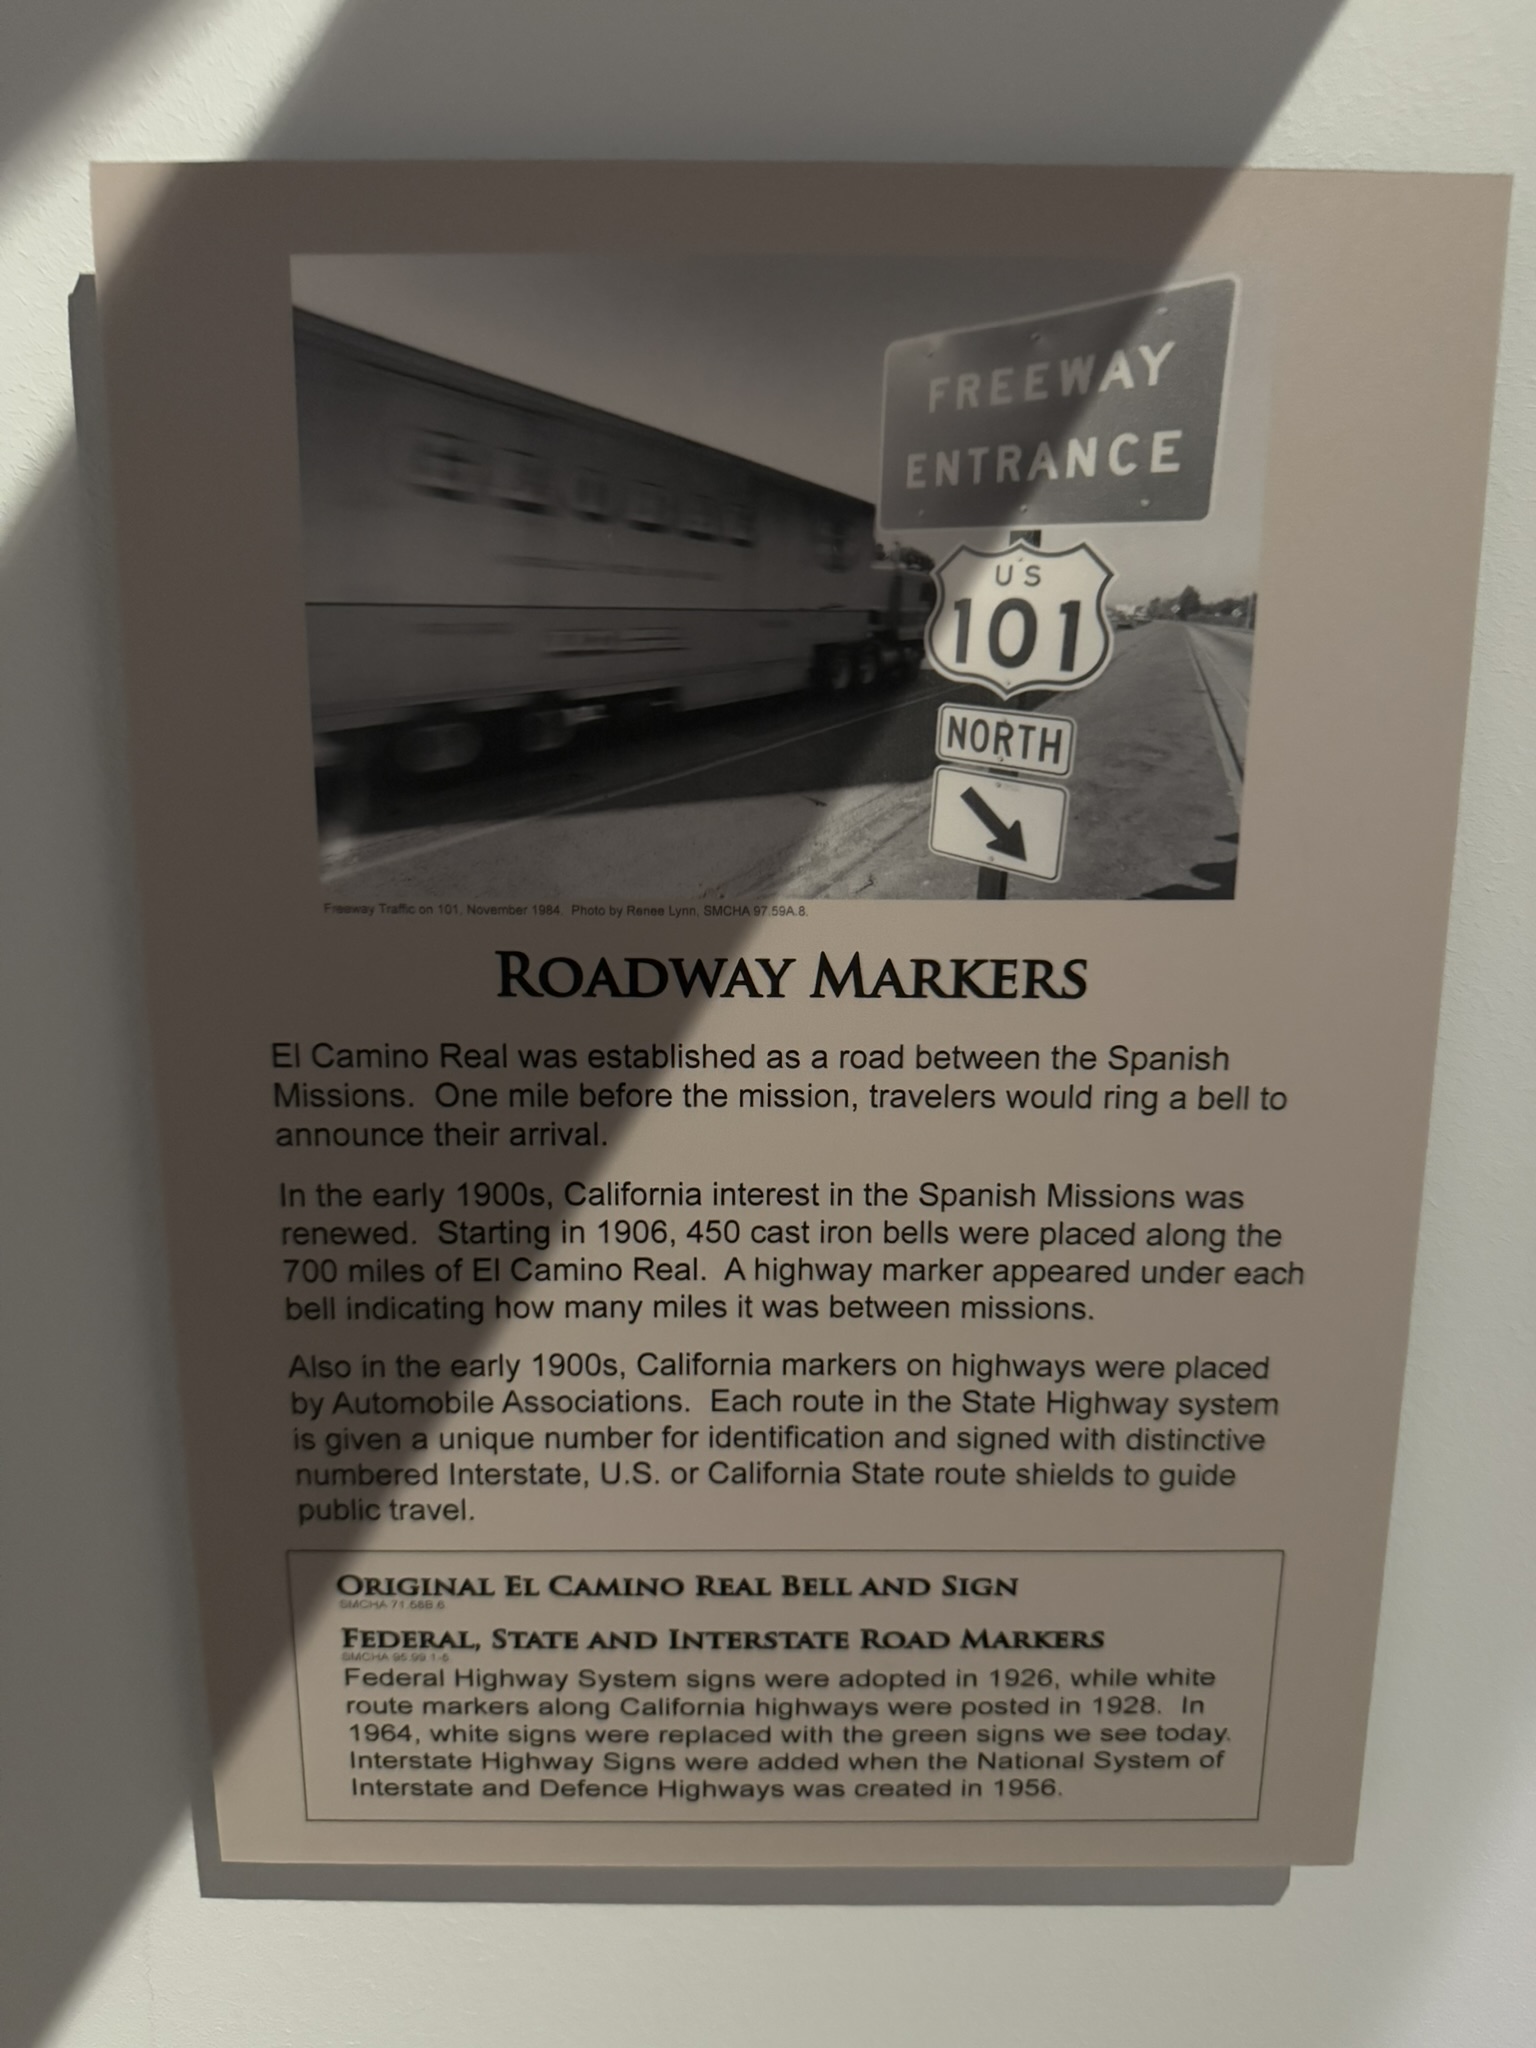 FREEWAY
ENTRANCE
US
101
NORTH
Freeway Traffic on 101, November 1984. Photo by Renee Lynn, SMCHA 97.59A.8.
ROADWAY MARKERS
El Camino Real was established as a road between the Spanish
Missions. One mile before the mission, travelers would ring a bell to
announce their arrival.
In the early 1900s, California interest in the Spanish Missions was
renewed. Starting in 1906, 450 cast iron bells were placed along the
700 miles of El Camino Real. A highway marker appeared under each
bell indicating how many miles it was between missions.
Also in the early 1900s, California markers on highways were placed
by Automobile Associations. Each route in the State Highway system
is given a unique number for identification and signed with distinctive
numbered Interstate, U.S. or California State route shields to guide
public travel.
ORIGINAL EL CAMINO REAL BELL AND SIGN
SMCHA 71.68B.6
FEDERAL, STATE AND INTERSTATE ROAD MARKERS
SMCHA 95.99.1-6
Federal Highway System signs were adopted in 1926, while white
route markers along California highways were posted in 1928. In
1964, white signs were replaced with the green signs we see today.
Interstate Highway Signs were added when the National System of
Interstate and Defence Highways was created in 1956.